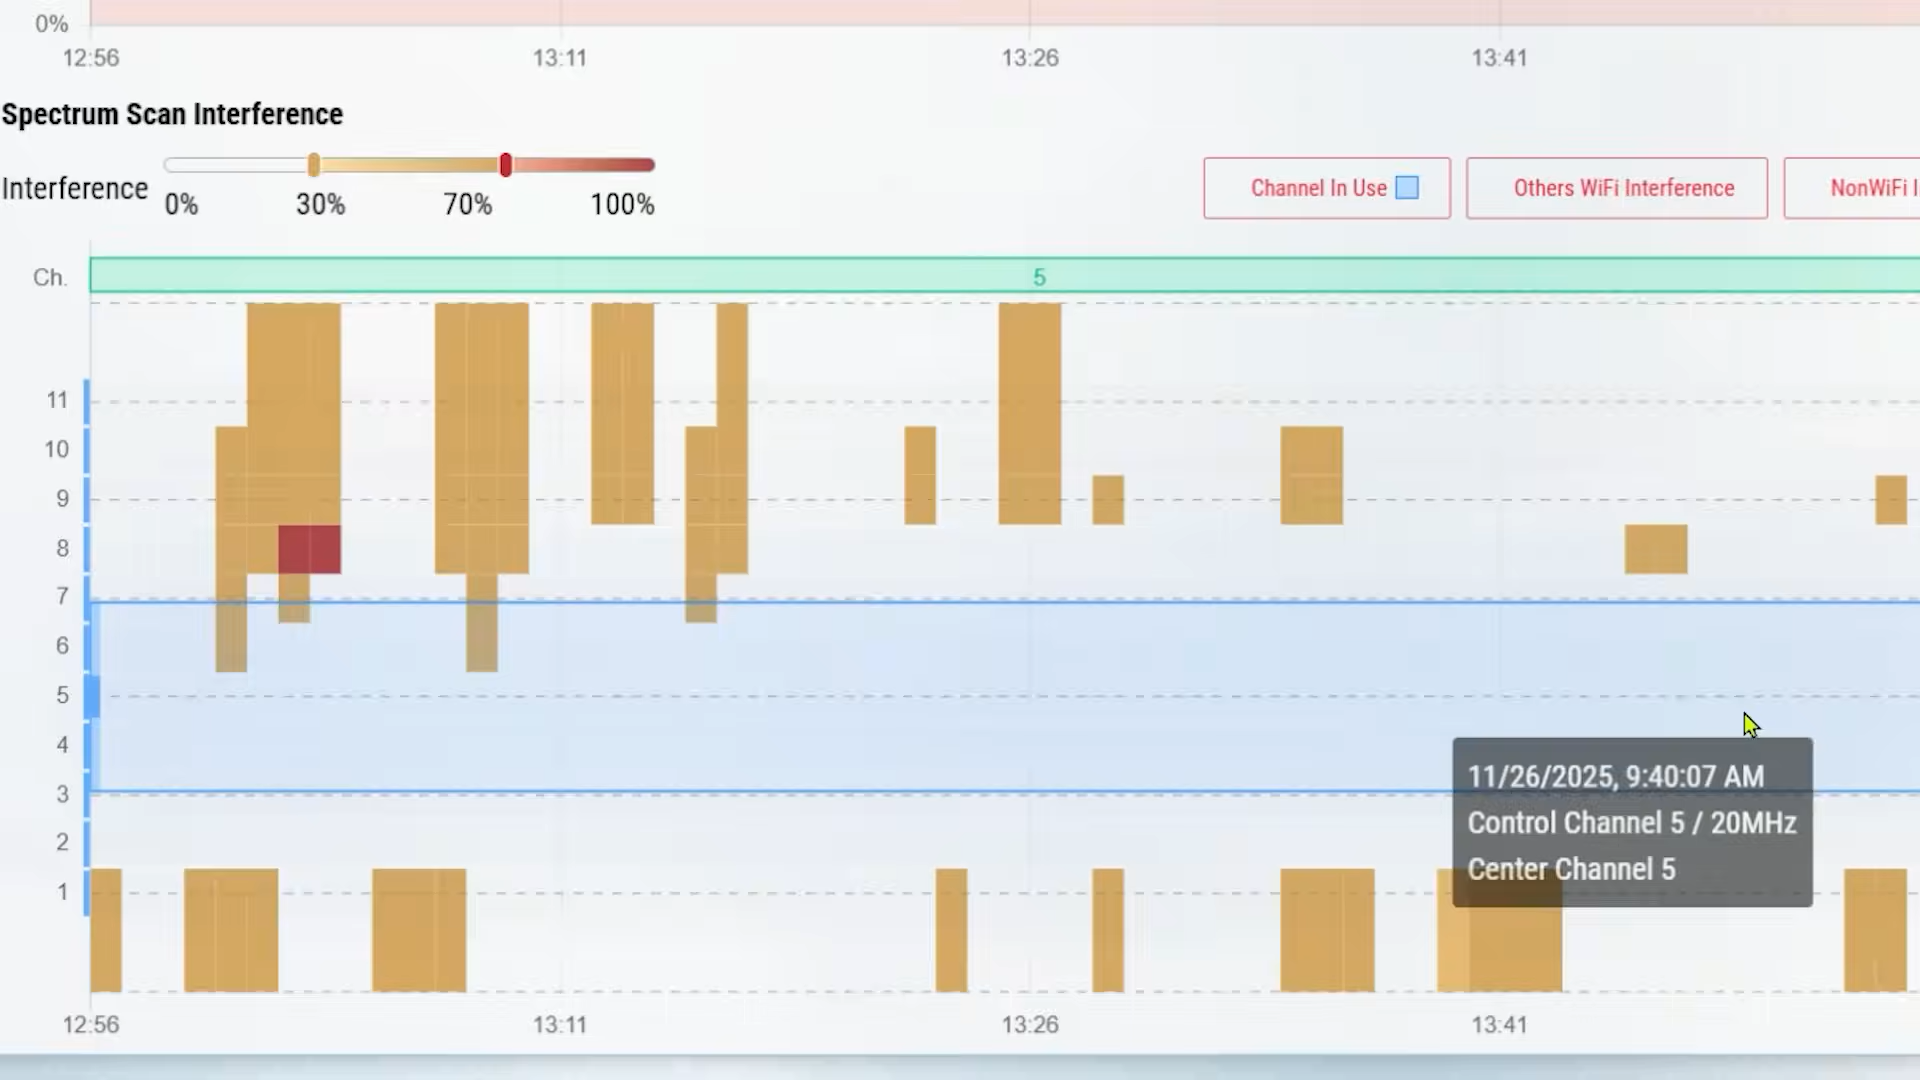 0%
12:56 13:11 13:26 13:41
Spectrum Scan Interference
Interference
0% 30% 70% 100%
Channel In Use
Others WiFi Interference
NonWiFi I
Ch. 5
11
10
9
8
7
6
5
4
3
2
1
11/26/2025, 9:40:07 AM
Control Channel 5 / 20MHz
Center Channel 5
12:56 13:11 13:26 13:41